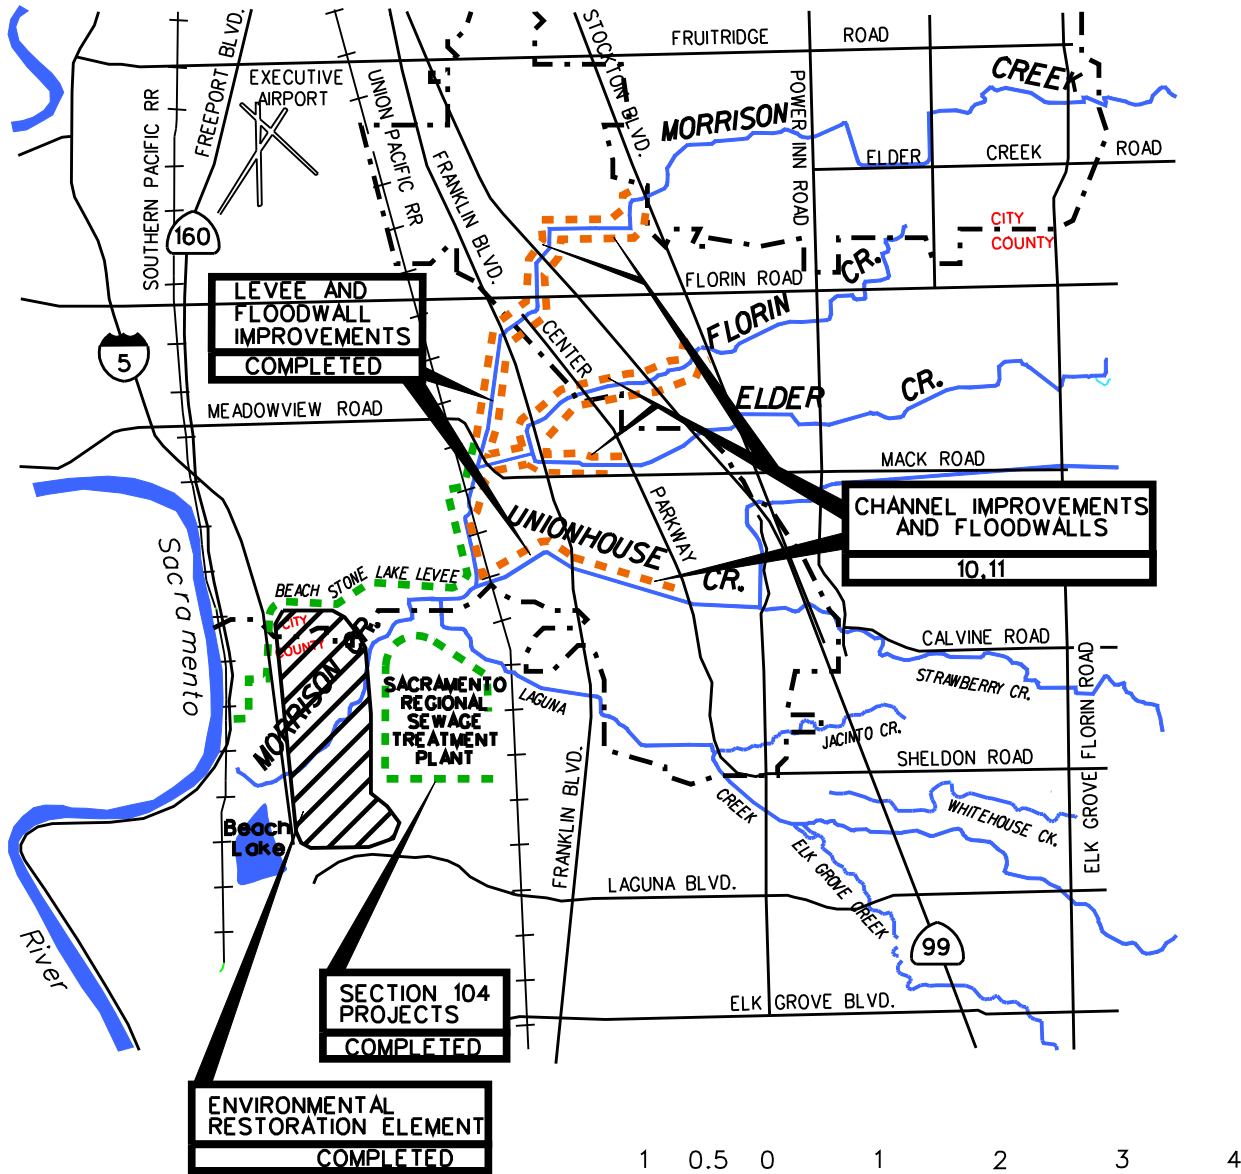 FRUITRIDGE ROAD
STOCKTON BLVD.
FREEPORT BLVD.
EXECUTIVE
AIRPORT
UNION PACIFIC RR
SOUTHERN PACIFIC RR
POWER INN ROAD
MORRISON CREEK
ELDER CREEK ROAD
FRANKLIN BLVD.
160
CITY
COUNTY
FLORIN ROAD
FLORIN CR.
LEVEE AND
FLOODWALL
IMPROVEMENTS
COMPLETED
CENTER PARKWAY
5
MEADOWVIEW ROAD
ELDER CR.
MACK ROAD
CHANNEL IMPROVEMENTS
AND FLOODWALLS
10,11
UNIONHOUSE CR.
Sacramento River
BEACH STONE LAKE LEVEE
CITY
COUNTY
MORRISON CR.
SACRAMENTO
REGIONAL
SEWAGE
TREATMENT
PLANT
LAGUNA CREEK
CALVINE ROAD
STRAWBERRY CR.
JACINTO CR.
SHELDON ROAD
ELK GROVE FLORIN ROAD
WHITEHOUSE CK.
ELK GROVE CREEK
FRANKLIN BLVD.
Beach
Lake
LAGUNA BLVD.
99
ELK GROVE BLVD.
SECTION 104
PROJECTS
COMPLETED
ENVIRONMENTAL
RESTORATION ELEMENT
COMPLETED
1 0.5 0 1 2 3 4